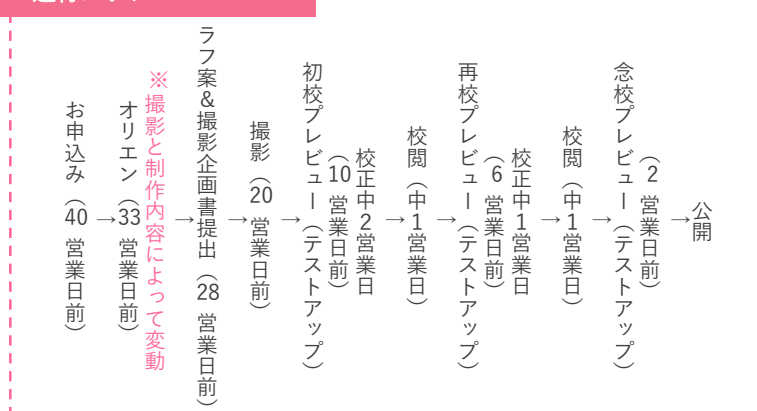 お申込み（40 営業日前）
→
オリエン（33 営業日前）
※撮影と制作内容によって変動
→
ラフ案＆撮影企画書提出（28 営業日前）
→
撮影（20 営業日前）
→
初校プレビュー（テストアップ）
（10 営業日前）
校正中2営業日
→
校閲（中1営業日）
→
再校プレビュー（テストアップ）
（6 営業日前）
校正中1営業日
→
校閲（中1営業日）
→
念校プレビュー（テストアップ）
（2 営業日前）
→
公開